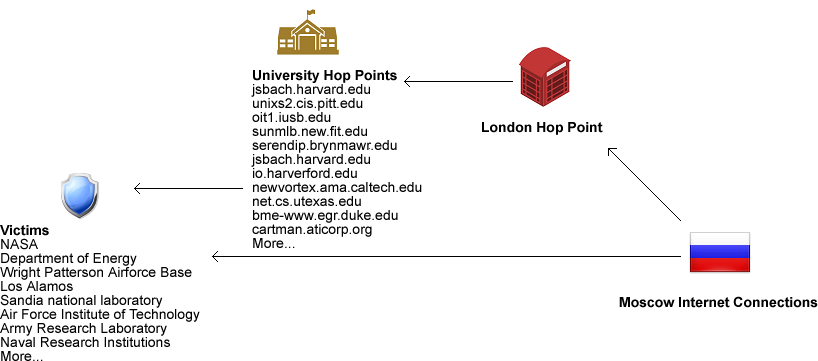 University Hop Points
jsbach.harvard.edu
unixs2.cis.pitt.edu
oit1.iusb.edu
sunmlb.new.fit.edu
serendip.brynmawr.edu
jsbach.harvard.edu
io.harverford.edu
newvortex.ama.caltech.edu
net.cs.utexas.edu
bme-www.egr.duke.edu
cartman.aticorp.org
More...
London Hop Point
Victims
NASA
Department of Energy
Wright Patterson Airforce Base
Los Alamos
Sandia national laboratory
Air Force Institute of Technology
Army Research Laboratory
Naval Research Institutions
More...
Moscow Internet Connections